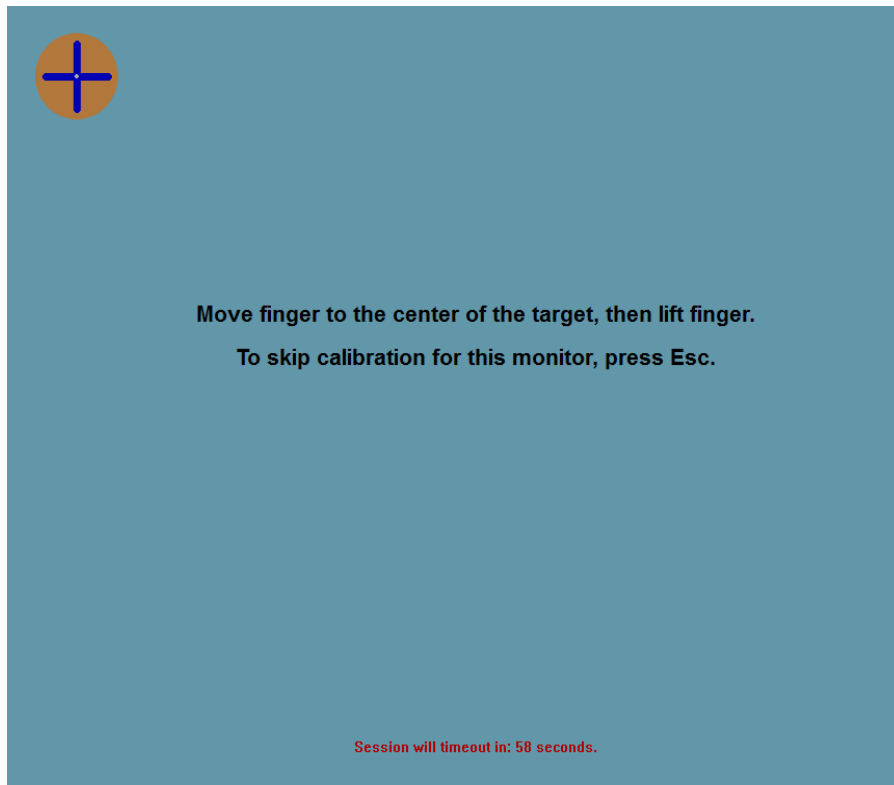 Move finger to the center of the target, then lift finger.
To skip calibration for this monitor, press Esc.
Session will timeout in: 58 seconds.